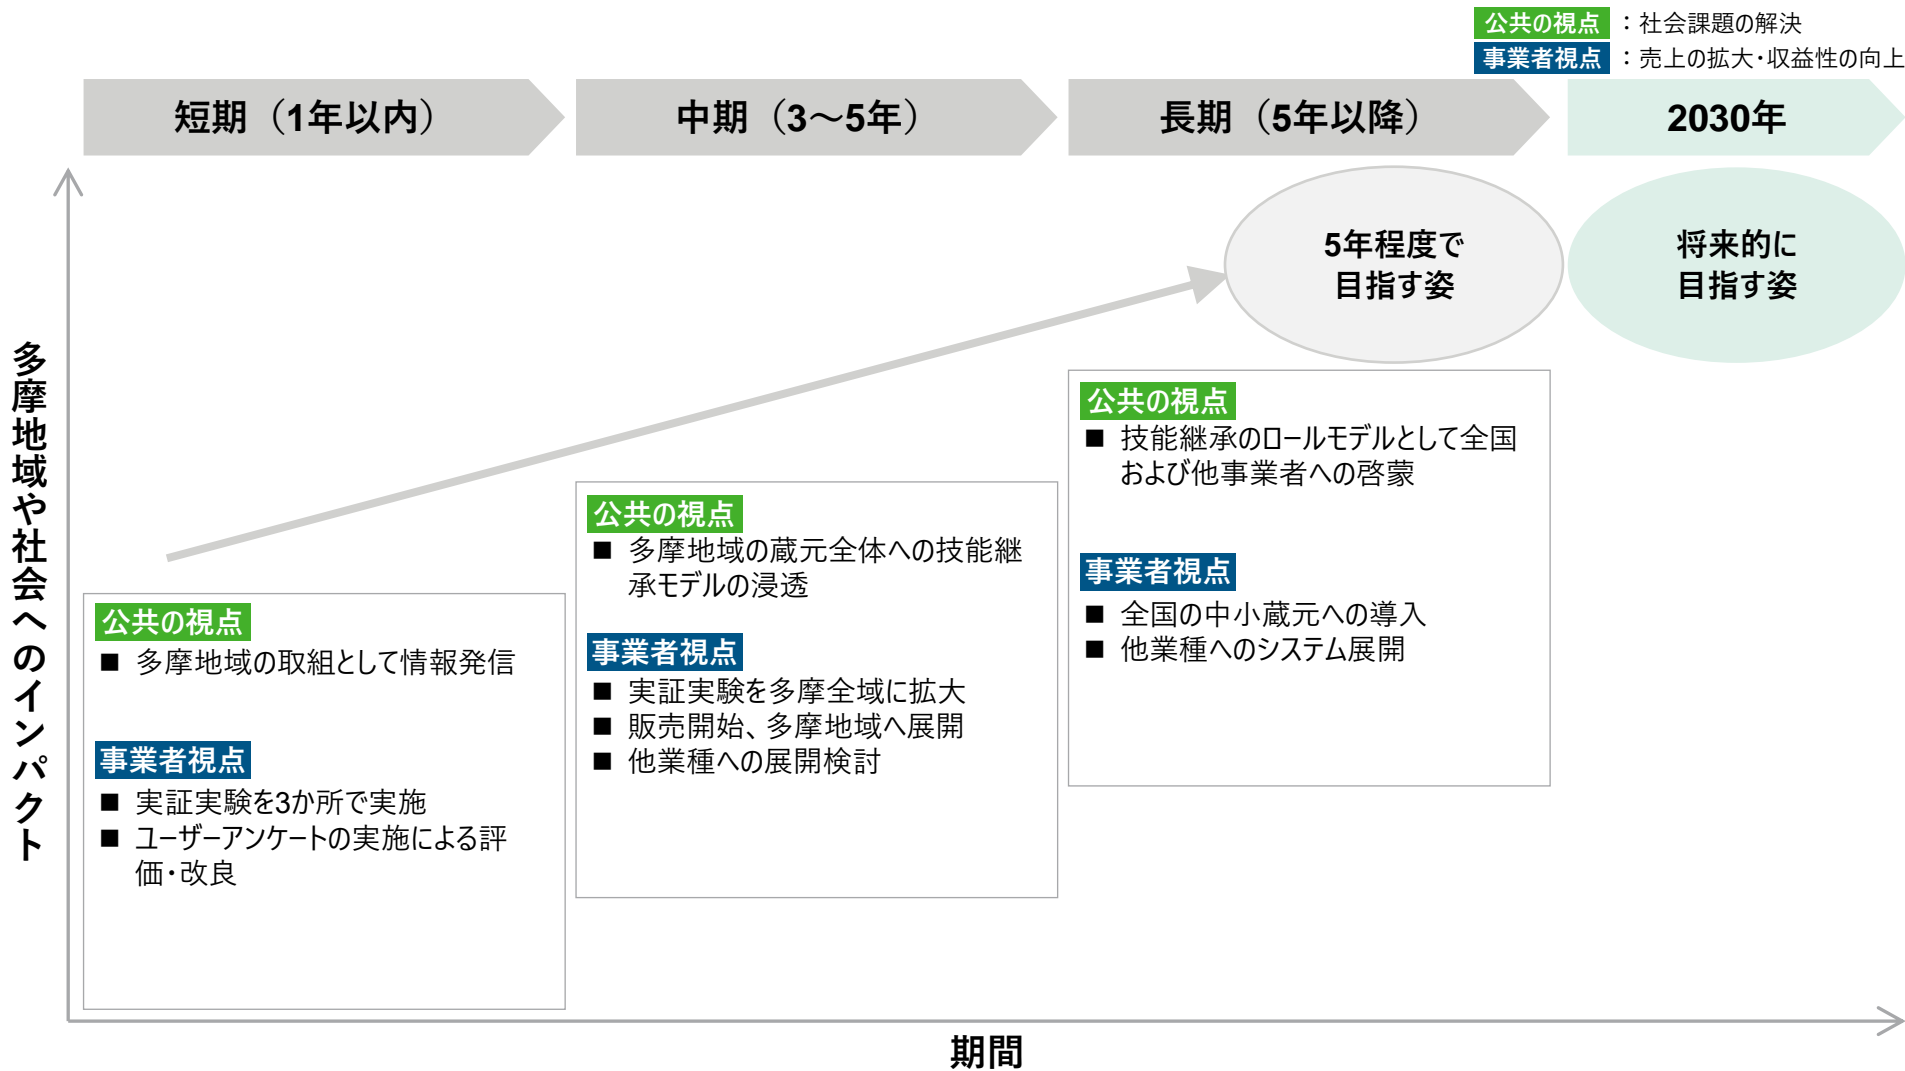 公共の視点：社会課題の解決
事業者視点：売上の拡大・収益性の向上
短期（1年以内）
中期（3～5年）
長期（5年以降）
2030年
5年程度で
目指す姿
将来的に
目指す姿
多摩地域や社会へのインパクト
公共の視点
■ 多摩地域の取組として情報発信
事業者視点
■ 実証実験を3か所で実施
■ ユーザーアンケートの実施による評
価・改良
公共の視点
■ 多摩地域の蔵元全体への技能継
承モデルの浸透
事業者視点
■ 実証実験を多摩全域に拡大
■ 販売開始、多摩地域へ展開
■ 他業種への展開検討
公共の視点
■ 技能継承のロールモデルとして全国
および他事業者への啓蒙
事業者視点
■ 全国の中小蔵元への導入
■ 他業種へのシステム展開
期間